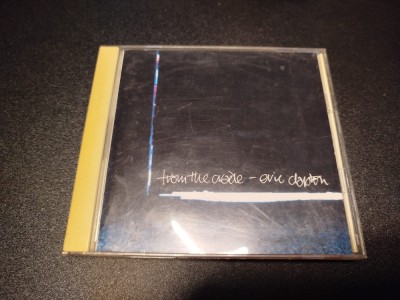 from the cradle - eric clapton